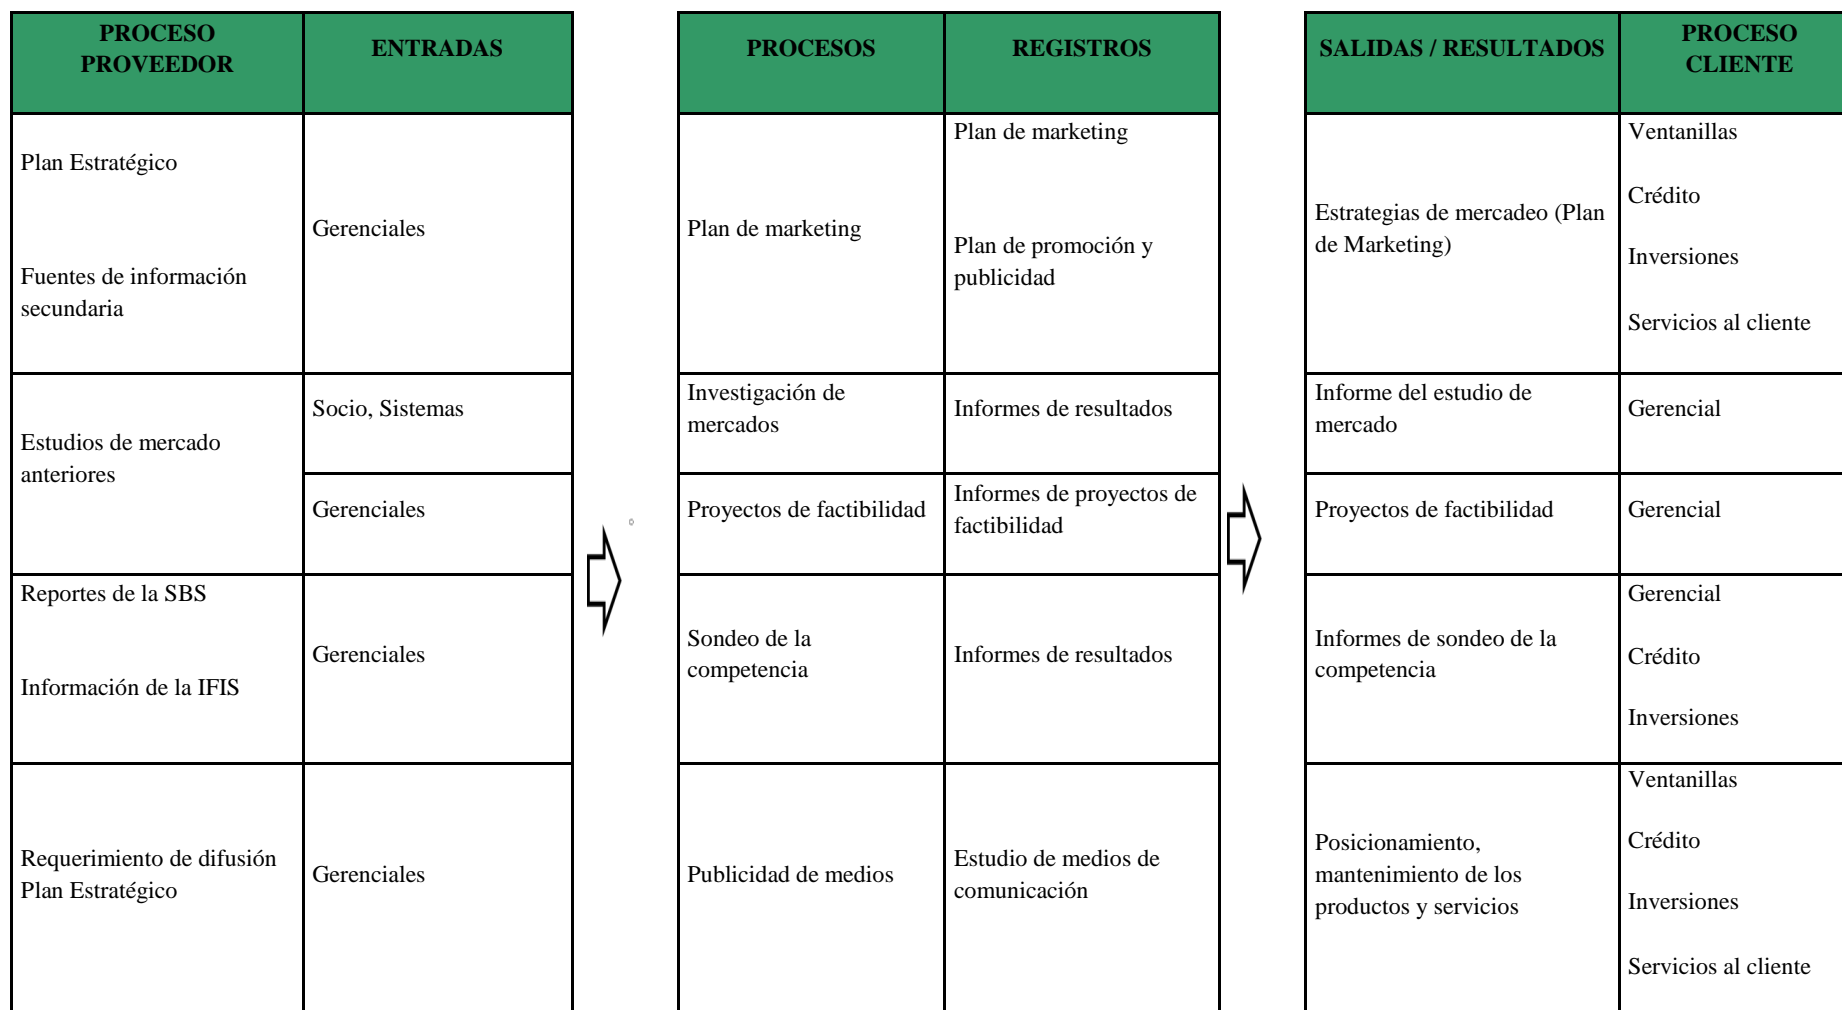 PROCESO
PROVEEDOR
ENTRADAS
PROCESOS
REGISTROS
SALIDAS / RESULTADOS
PROCESO
CLIENTE
Plan Estratégico
Fuentes de información
secundaria
Gerenciales
Plan de marketing
Plan de marketing
Plan de promoción y
publicidad
Estrategias de mercadeo (Plan
de Marketing)
Ventanillas
Crédito
Inversiones
Servicios al cliente
Estudios de mercado
anteriores
Socio, Sistemas
Investigación de
mercados
Informes de resultados
Informe del estudio de
mercado
Gerencial
Gerenciales
Proyectos de factibilidad
Informes de proyectos de
factibilidad
Proyectos de factibilidad
Gerencial
Reportes de la SBS
Información de la IFIS
Gerenciales
Sondeo de la
competencia
Informes de resultados
Informes de sondeo de la
competencia
Gerencial
Crédito
Inversiones
Requerimiento de difusión
Plan Estratégico
Gerenciales
Publicidad de medios
Estudio de medios de
comunicación
Posicionamiento,
mantenimiento de los
productos y servicios
Ventanillas
Crédito
Inversiones
Servicios al cliente